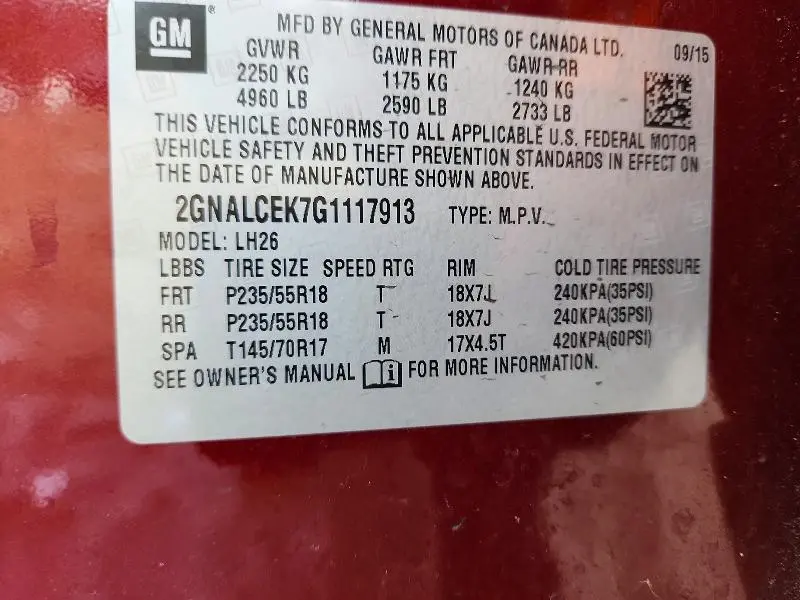 GM®
MFD BY GENERAL MOTORS OF CANADA LTD.
09/15
GVWR GAWR FRT GAWR RR
2250 KG 1175 KG 1240 KG
4960 LB 2590 LB 2733 LB
THIS VEHICLE CONFORMS TO ALL APPLICABLE U.S. FEDERAL MOTOR
VEHICLE SAFETY AND THEFT PREVENTION STANDARDS IN EFFECT ON
THE DATE OF MANUFACTURE SHOWN ABOVE.
2GNALCEK7G1117913 TYPE: M.P.V.
MODEL: LH26
LBBS TIRE SIZE SPEED RTG RIM COLD TIRE PRESSURE
FRT P235/55R18 T 18X7J 240KPA(35PSI)
RR P235/55R18 T 18X7J 240KPA(35PSI)
SPA T145/70R17 M 17X4.5T 420KPA(60PSI)
SEE OWNER'S MANUAL i FOR MORE INFORMATION.